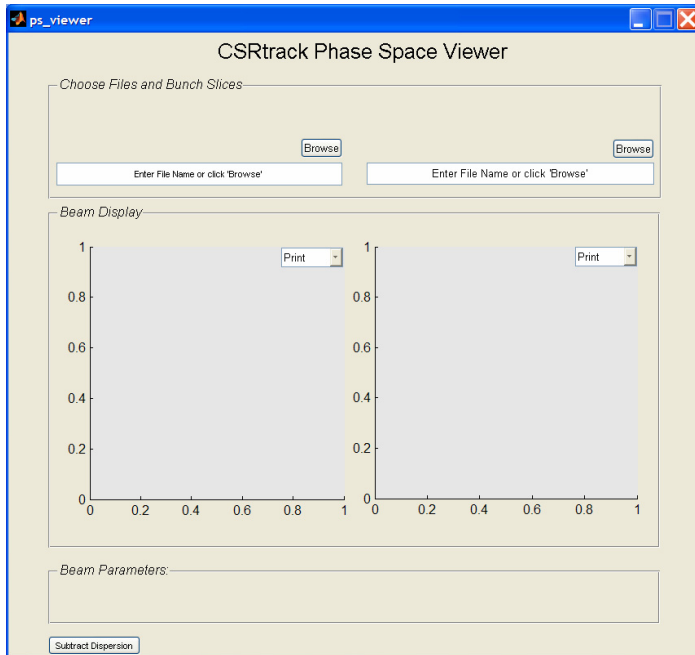 ps_viewer
CSRtrack Phase Space Viewer
Choose Files and Bunch Slices
Browse
Browse
Enter File Name or click 'Browse'
Enter File Name or click 'Browse'
Beam Display
Print
Print
1
0.8
0.6
0.4
0.2
0
0 0.2 0.4 0.6 0.8 1
1
0.8
0.6
0.4
0.2
0
0 0.2 0.4 0.6 0.8 1
Beam Parameters:
Subtract Dispersion